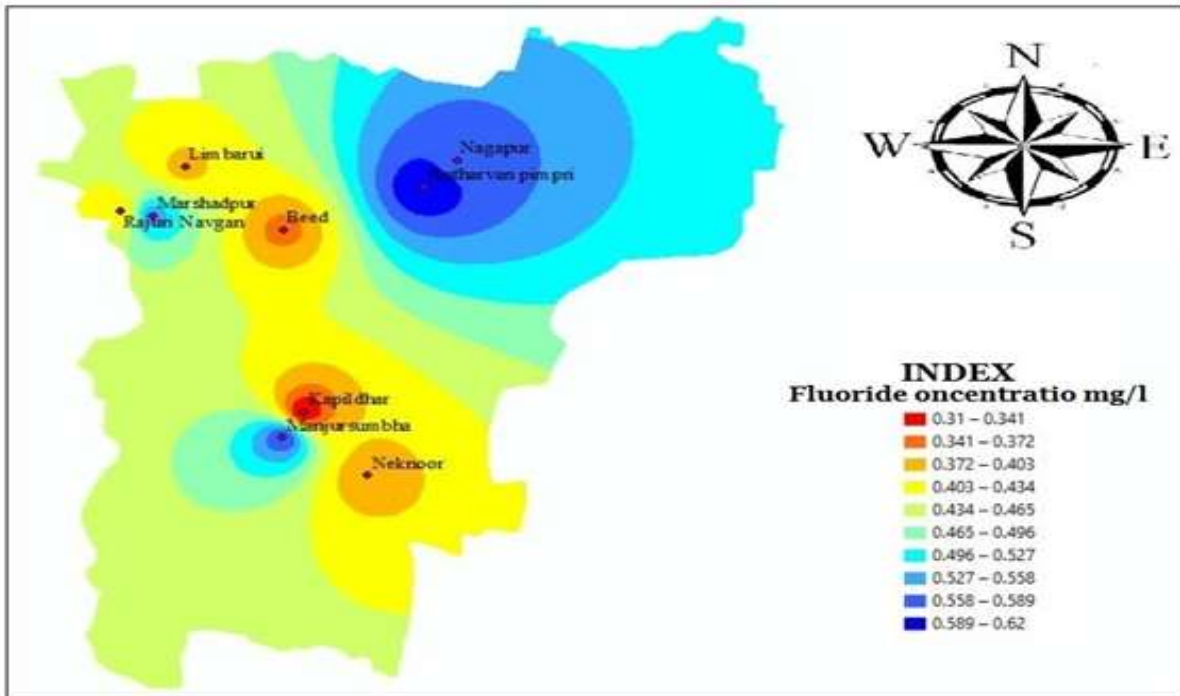 N
W
E
S
Nagapur
Limbarui
Marshadpur
Rajuri Navgan
Beed
Kapildhar
Manjursumbha
Neknoor
INDEX
Fluoride oncentratio mg/l
0.31 – 0.341
0.341 – 0.372
0.372 – 0.403
0.403 – 0.434
0.434 – 0.465
0.465 – 0.496
0.496 – 0.527
0.527 – 0.558
0.558 – 0.589
0.589 – 0.62